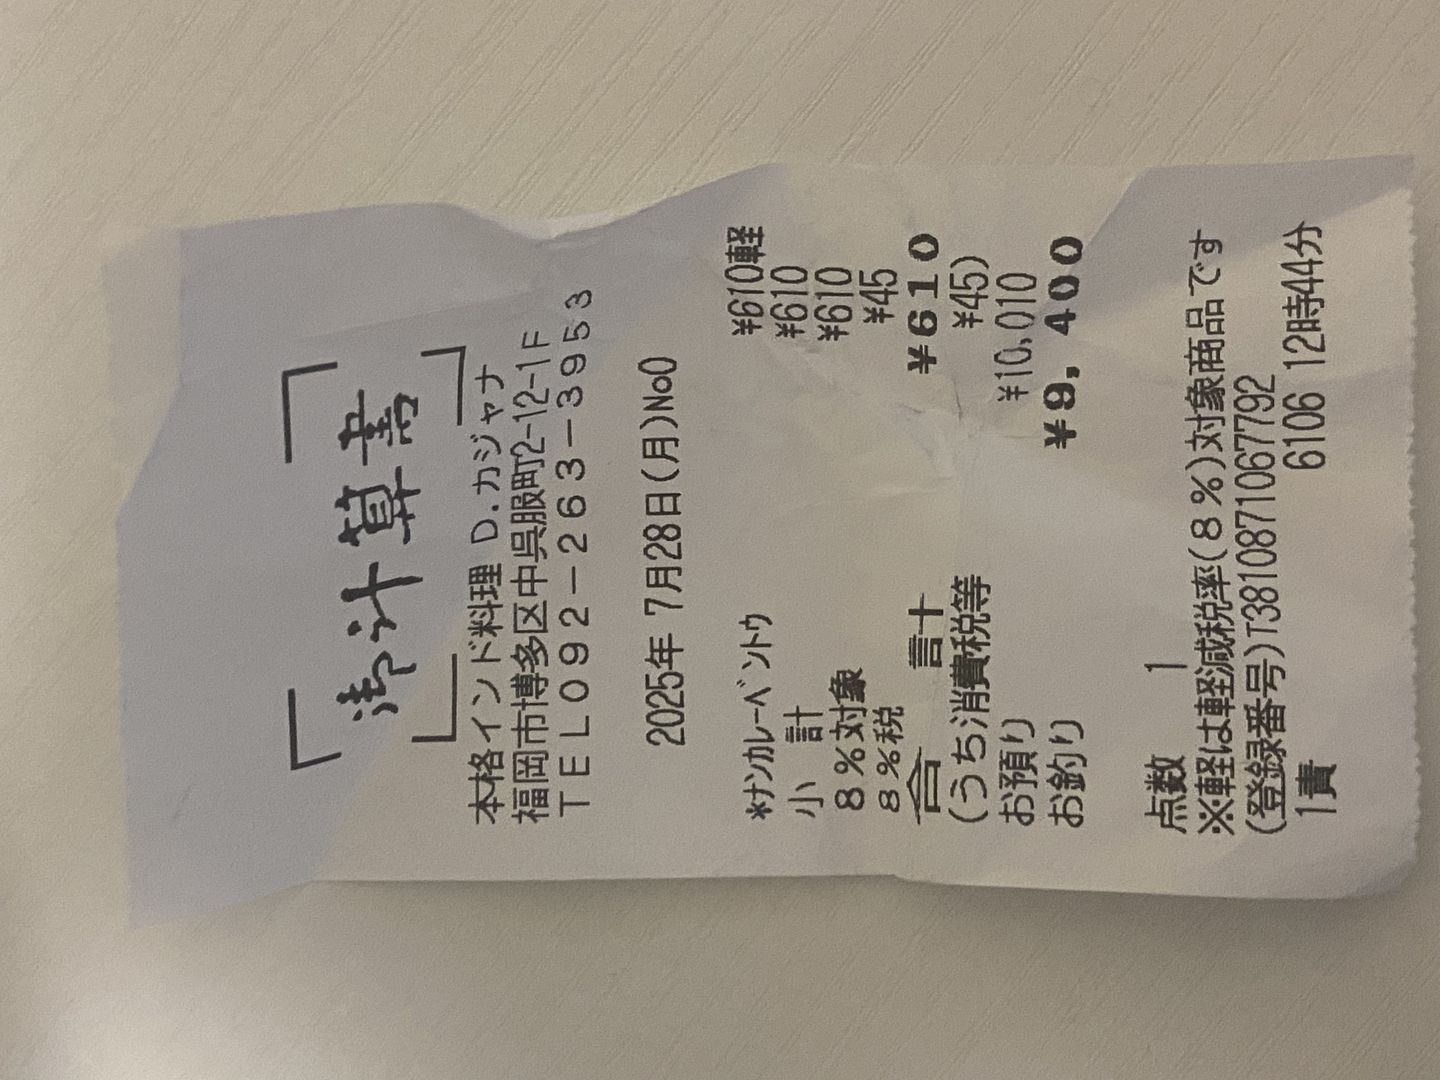 御計算書
本格インド料理 D.ガジャナ
福岡市博多区中呉服町2-12-1F
TEL092-263-3953
2025年 7月28日(月)No0
*ナンカレーベントウ ¥610軽
小 計 ¥610
8%対象 ¥610
8%税 ¥45
合 計 ¥610
(うち消費税等 ¥45)
お預り ¥10,010
お釣り ¥9,400
点数 1
※軽は軽減税率(8%)対象商品です
(登録番号)T3810871067792
1責 6106 12時44分